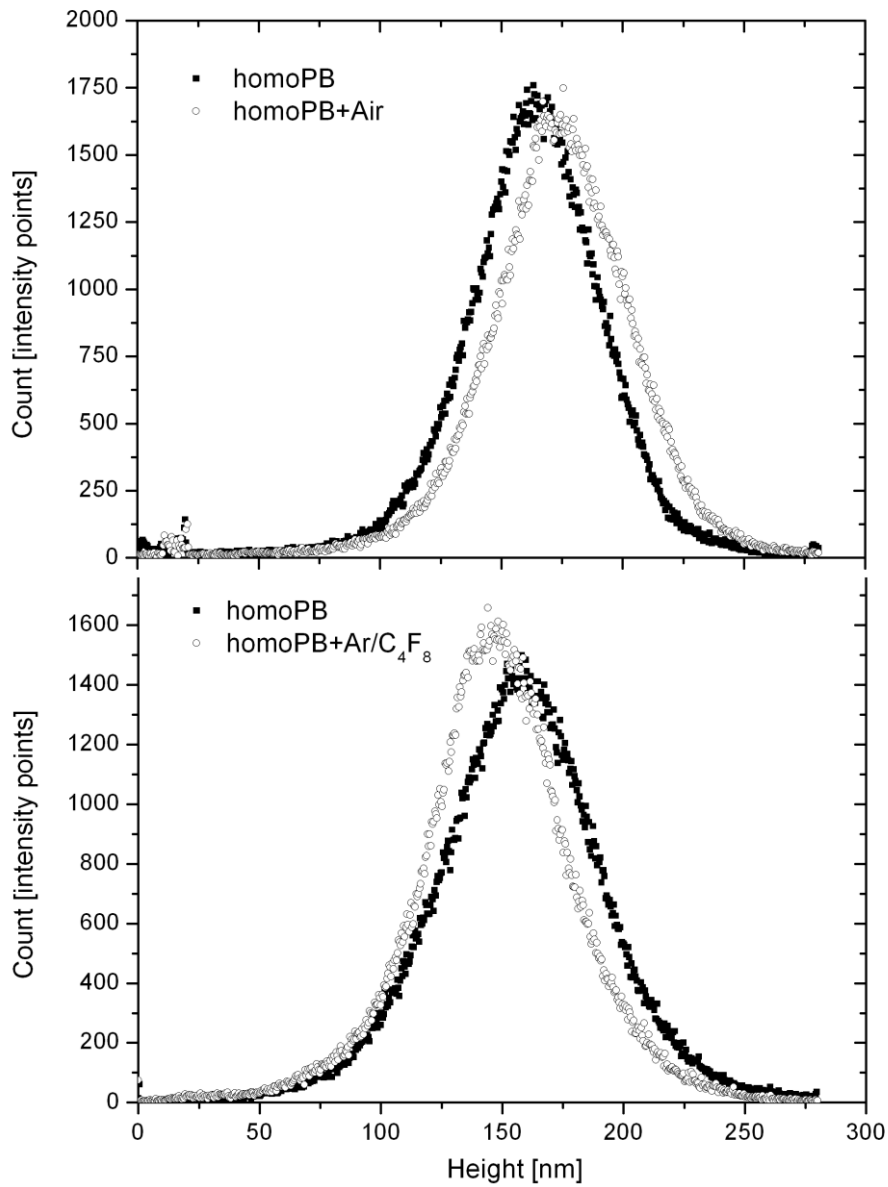 2000
1750
1500
1250
1000
750
500
250
0
Count [intensity points]
homoPB
homoPB+Air
1600
1400
1200
1000
800
600
400
200
0
Count [intensity points]
homoPB
homoPB+Ar/C₄F₈
0 50 100 150 200 250 300
Height [nm]